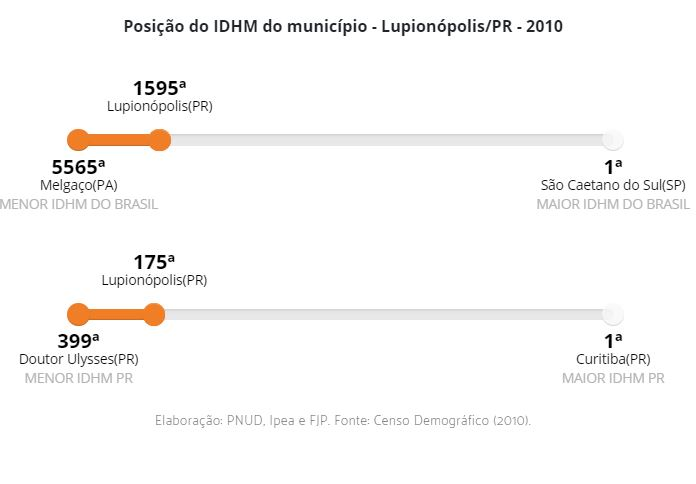 Posição do IDHM do município - Lupionópolis/PR - 2010
1595ª
Lupionópolis(PR)
5565ª
Melgaço(PA)
MENOR IDHM DO BRASIL
1ª
São Caetano do Sul(SP)
MAIOR IDHM DO BRASIL
175ª
Lupionópolis(PR)
399ª
Doutor Ulysses(PR)
MENOR IDHM PR
1ª
Curitiba(PR)
MAIOR IDHM PR
Elaboração: PNUD, Ipea e FJP. Fonte: Censo Demográfico (2010).